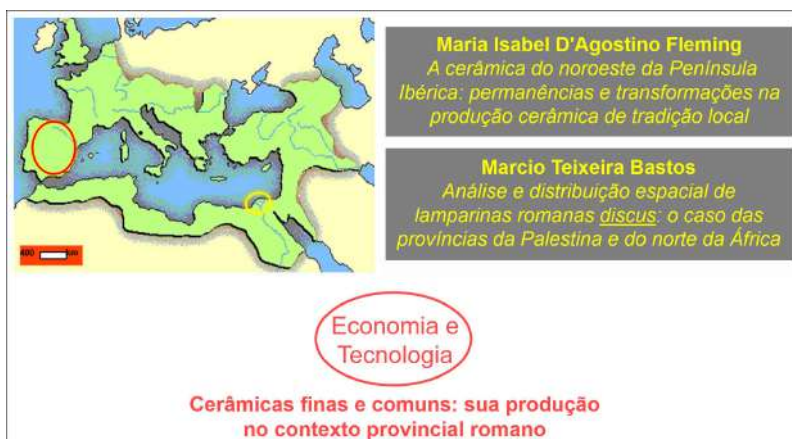 Maria Isabel D'Agostino Fleming
A cerâmica do noroeste da Península
Ibérica: permanências e transformações na
produção cerâmica de tradição local
Marcio Teixeira Bastos
Análise e distribuição espacial de
lamparinas romanas discus: o caso das
províncias da Palestina e do norte da África
400 km
Economia e
Tecnologia
Cerâmicas finas e comuns: sua produção
no contexto provincial romano